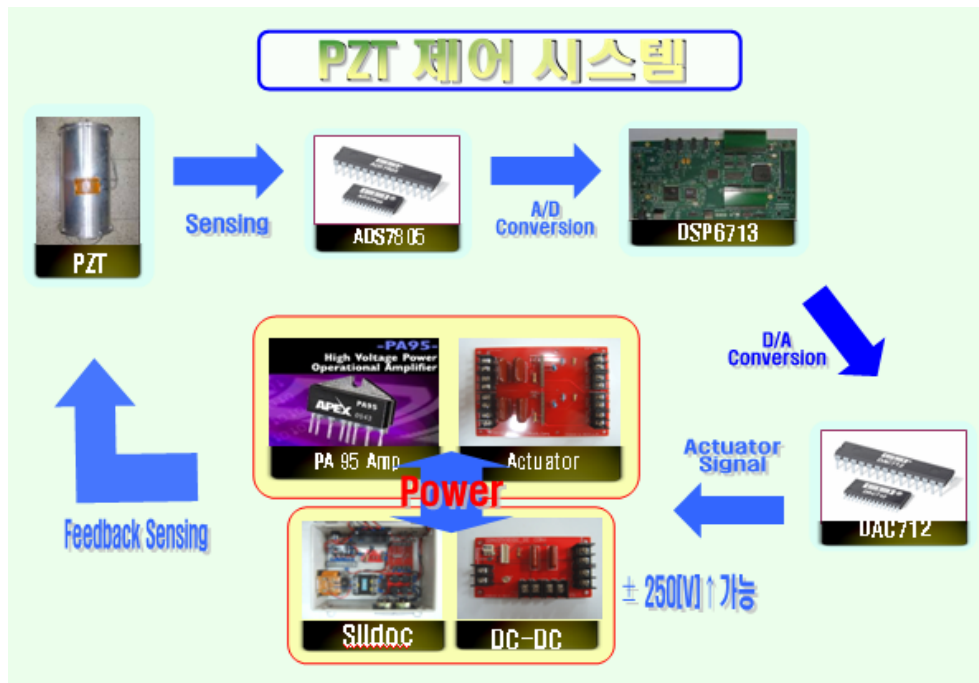 PZT 제어 시스템
PZT
Sensing
ADS7805
A/D
Conversion
DSP6713
D/A
Conversion
-PA95-
High Voltage Power
Operational Amplifier
APEX
PA95
PA 95 Amp
Actuator
Actuator
Signal
DAC712
Power
Feedback Sensing
Slidoc
DC-DC
± 250[V]↑가능